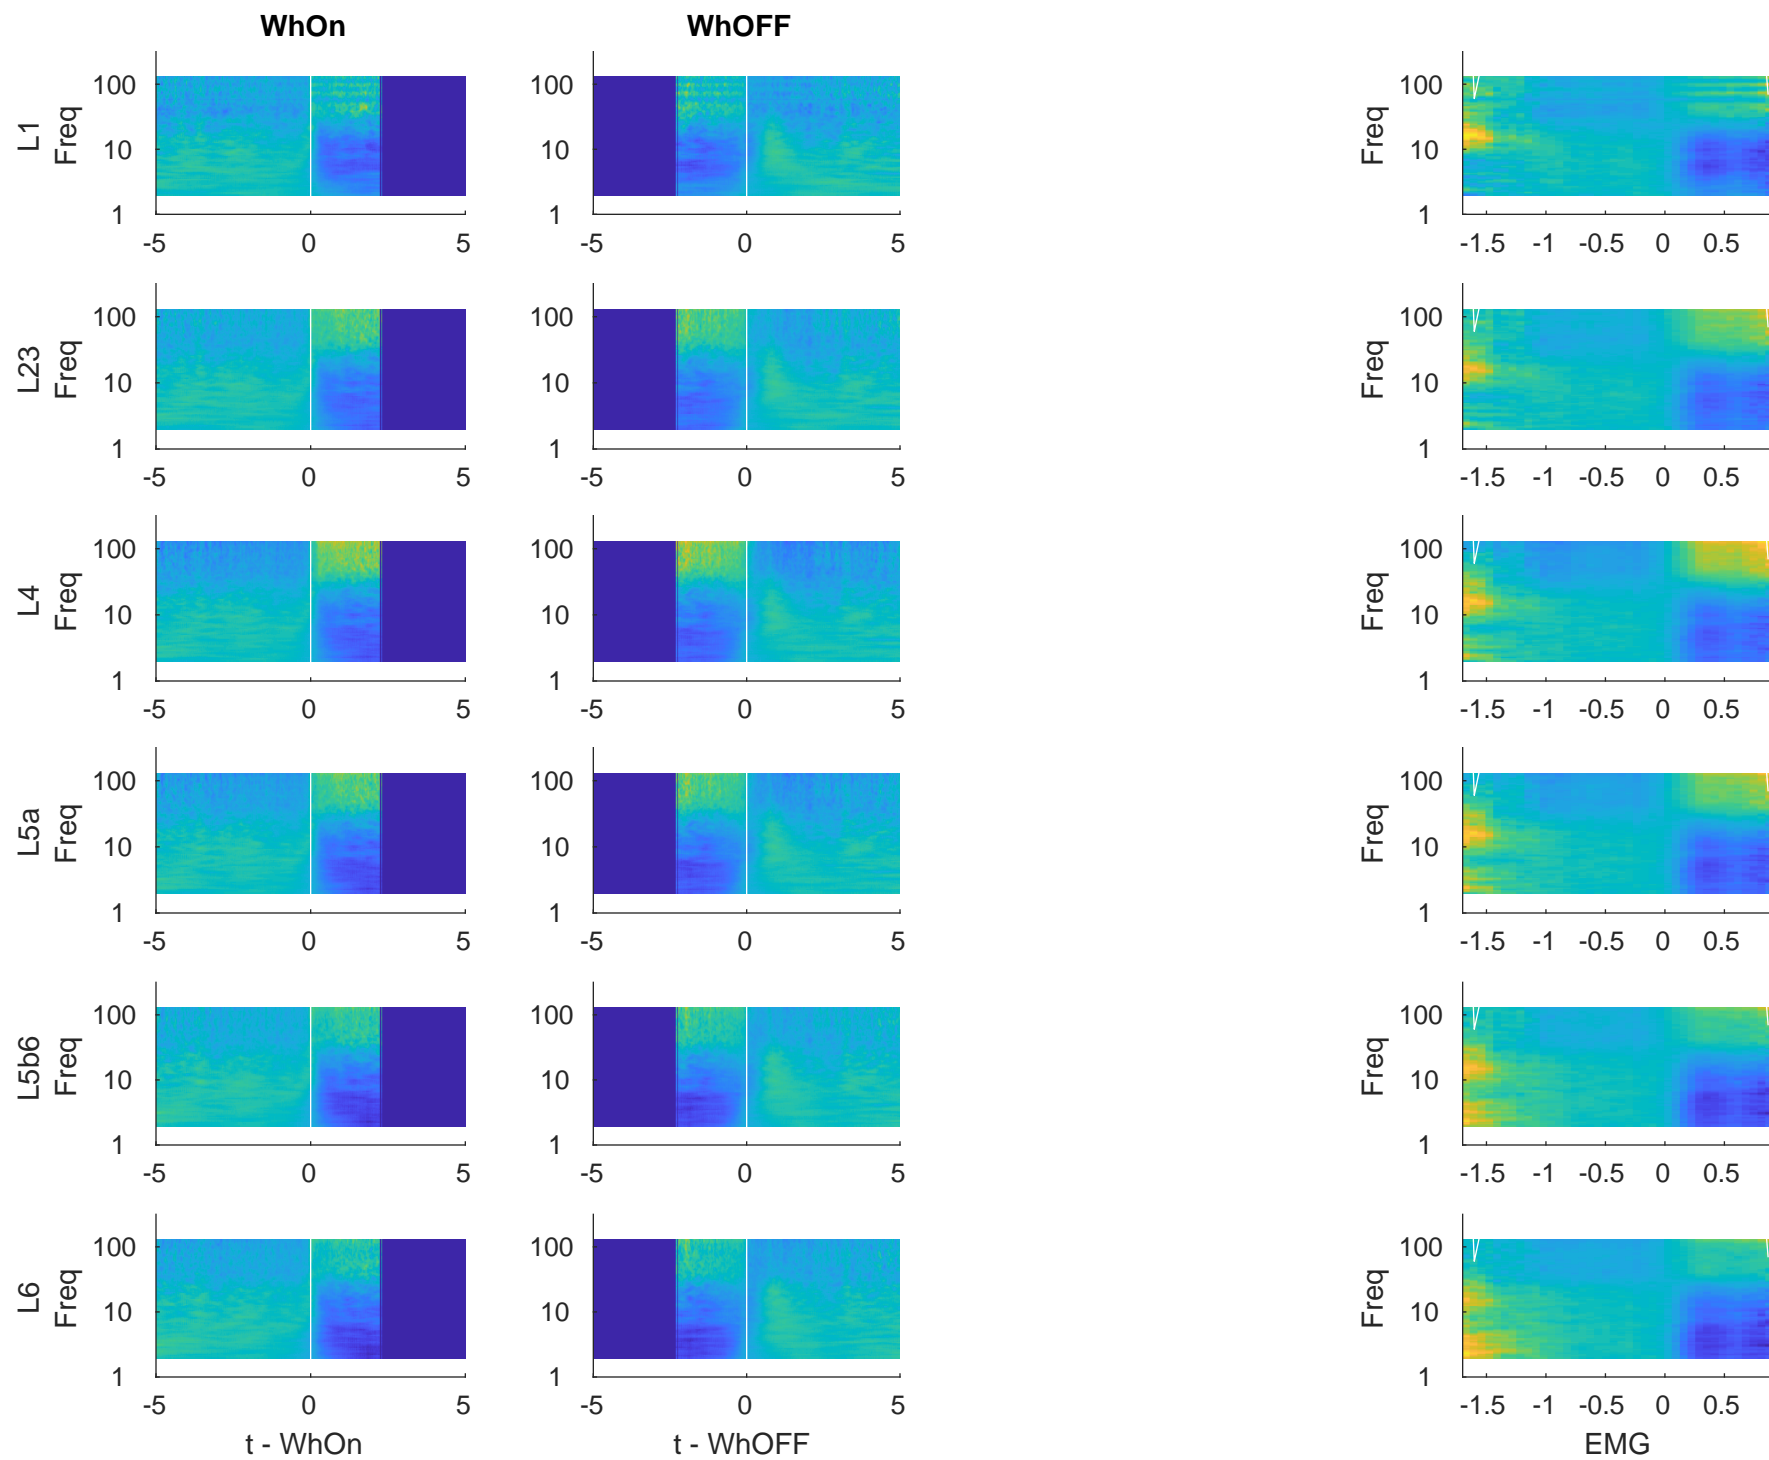 WhOn WhOFF
L1 Freq 100 10 1 100 10 1 Freq 100 10 1
-5 0 5 -5 0 5 -1.5 -1 -0.5 0 0.5
L23 Freq 100 10 1 100 10 1 Freq 100 10 1
-5 0 5 -5 0 5 -1.5 -1 -0.5 0 0.5
L4 Freq 100 10 1 100 10 1 Freq 100 10 1
-5 0 5 -5 0 5 -1.5 -1 -0.5 0 0.5
L5a Freq 100 10 1 100 10 1 Freq 100 10 1
-5 0 5 -5 0 5 -1.5 -1 -0.5 0 0.5
L5b6 Freq 100 10 1 100 10 1 Freq 100 10 1
-5 0 5 -5 0 5 -1.5 -1 -0.5 0 0.5
L6 Freq 100 10 1 100 10 1 Freq 100 10 1
-5 0 5 -5 0 5 -1.5 -1 -0.5 0 0.5
t - WhOn t - WhOFF EMG